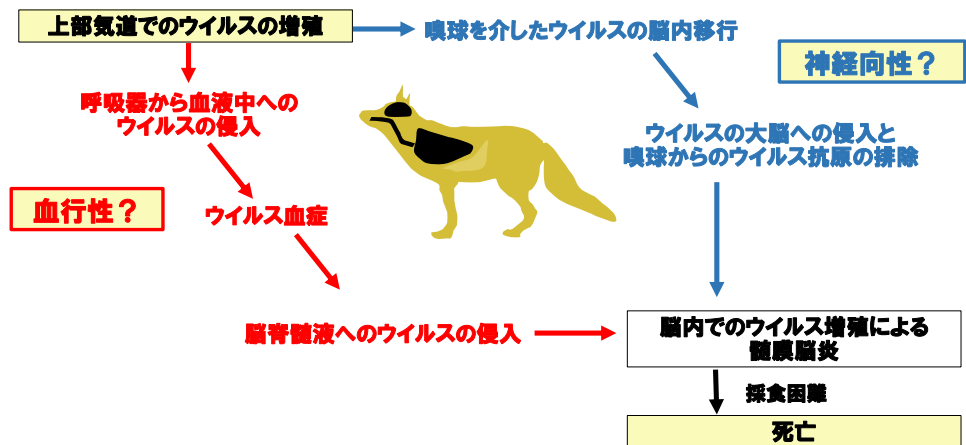 上部気道でのウイルスの増殖
嗅球を介したウイルスの脳内移行
神経向性？
呼吸器から血液中への
ウイルスの侵入
ウイルスの大脳への侵入と
嗅球からのウイルス抗原の排除
血行性？
ウイルス血症
脳脊髄液へのウイルスの侵入
脳内でのウイルス増殖による
髄膜脳炎
採食困難
死亡